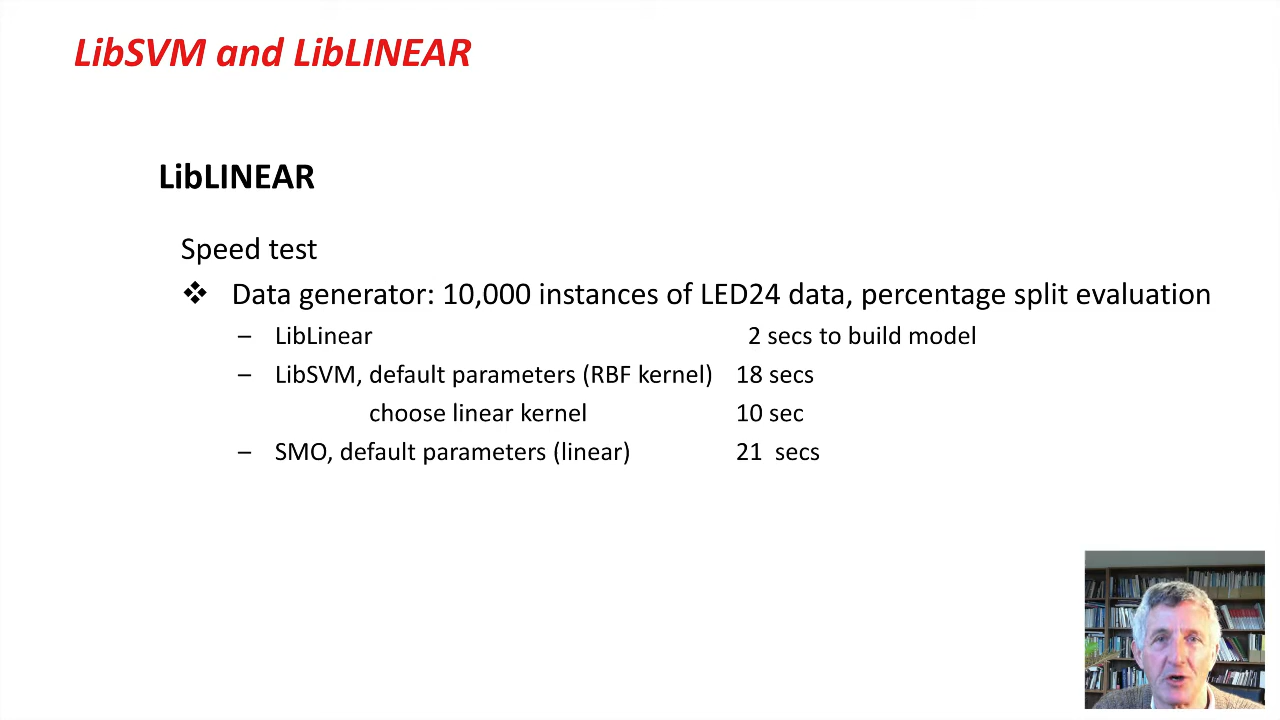 LibSVM and LibLINEAR
LibLINEAR
Speed test
❖ Data generator: 10,000 instances of LED24 data, percentage split evaluation
– LibLinear 2 secs to build model
– LibSVM, default parameters (RBF kernel) 18 secs
choose linear kernel 10 sec
– SMO, default parameters (linear) 21 secs